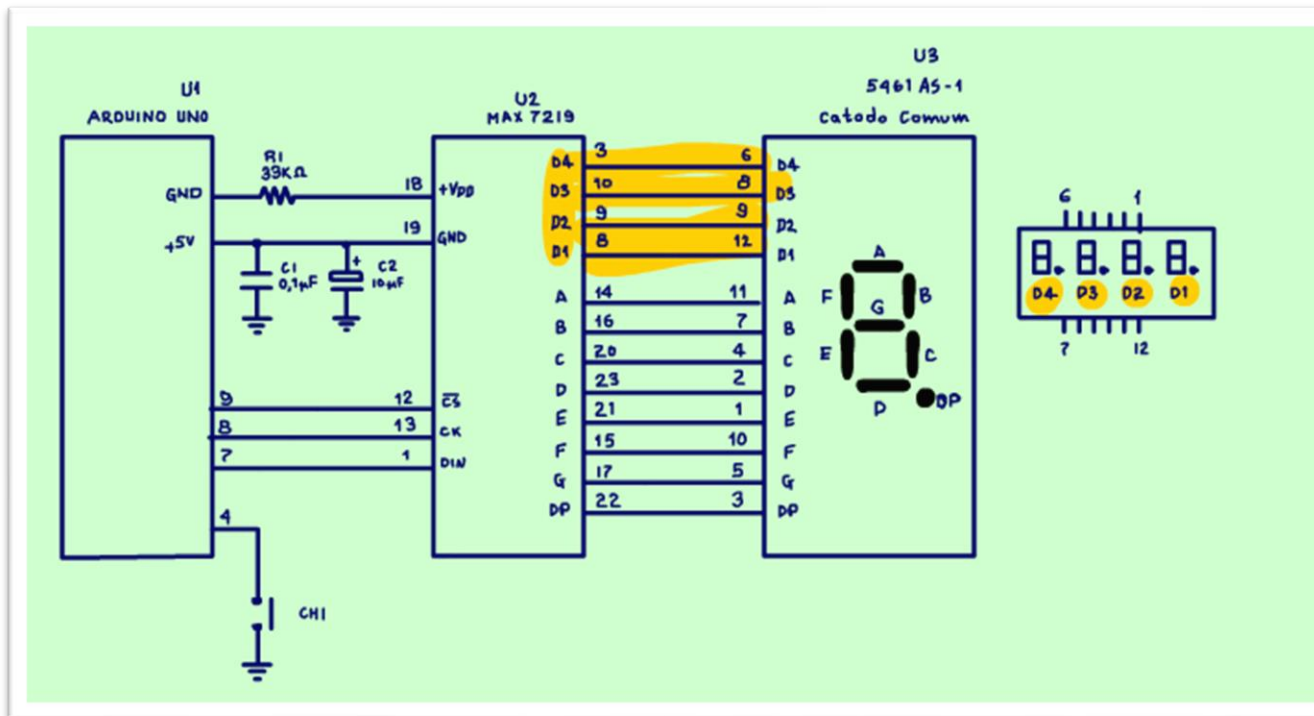 U1
ARDUINO UNO
GND
+5V
R1
33KΩ
C1
0,1µF
+
C2
10µF
9
8
7
4
CH1
U2
MAX 7219
18
+VDD
19
GND
12
C̅S̅
13
CK
1
DIN
D4
3
6
D4
D3
10
8
D3
D2
9
9
D2
D1
8
12
D1
A
14
11
A
B
16
7
B
C
20
4
C
D
23
2
D
E
21
1
E
F
15
10
F
G
17
5
G
DP
22
3
DP
U3
5461 AS-1
Catodo Comum
A
F
B
G
E
C
D
DP
6
1
D4
D3
D2
D1
7
12